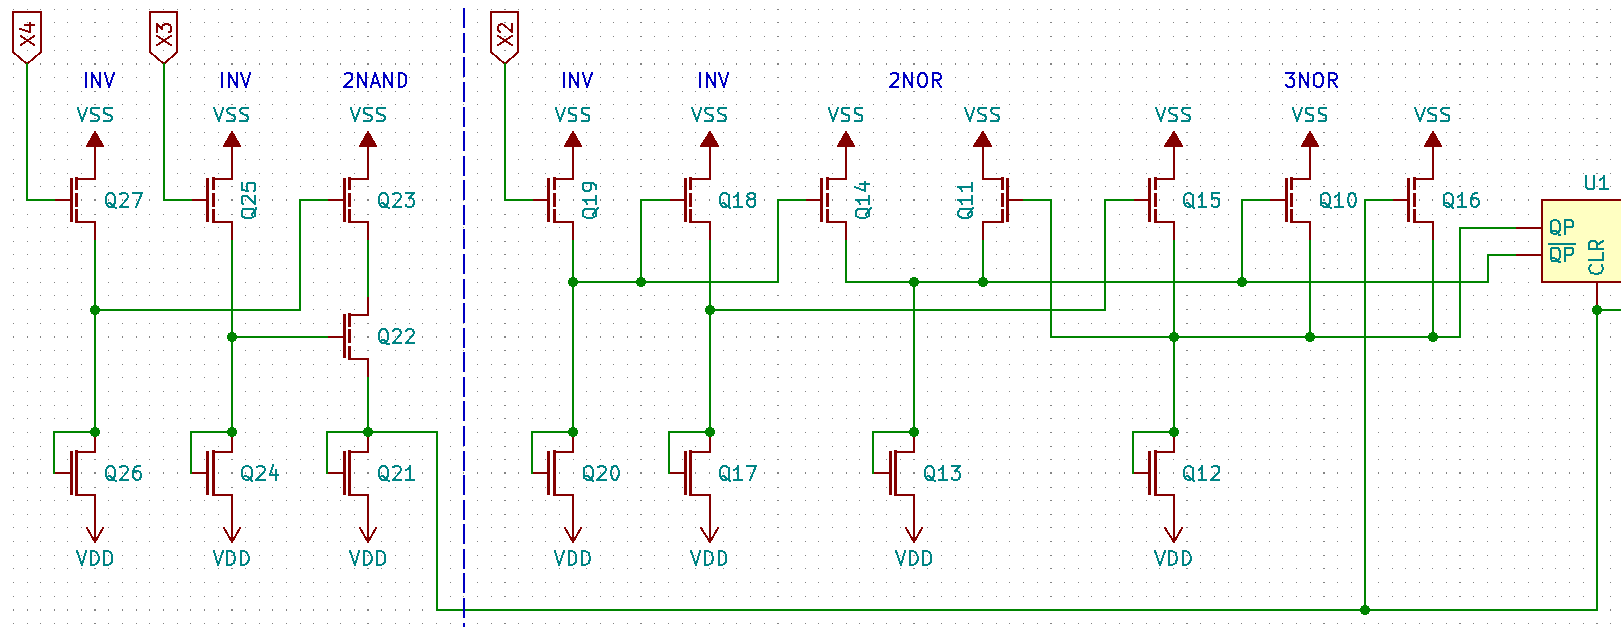 X4
X3
X2
INV
INV
2NAND
INV
INV
2NOR
3NOR
VSS
VSS
VSS
VSS
VSS
VSS
VSS
VSS
VSS
VSS
Q27
Q25
Q23
Q19
Q18
Q14
Q11
Q15
Q10
Q16
U1
QP
QP
CLR
Q22
Q26
Q24
Q21
Q20
Q17
Q13
Q12
VDD
VDD
VDD
VDD
VDD
VDD
VDD